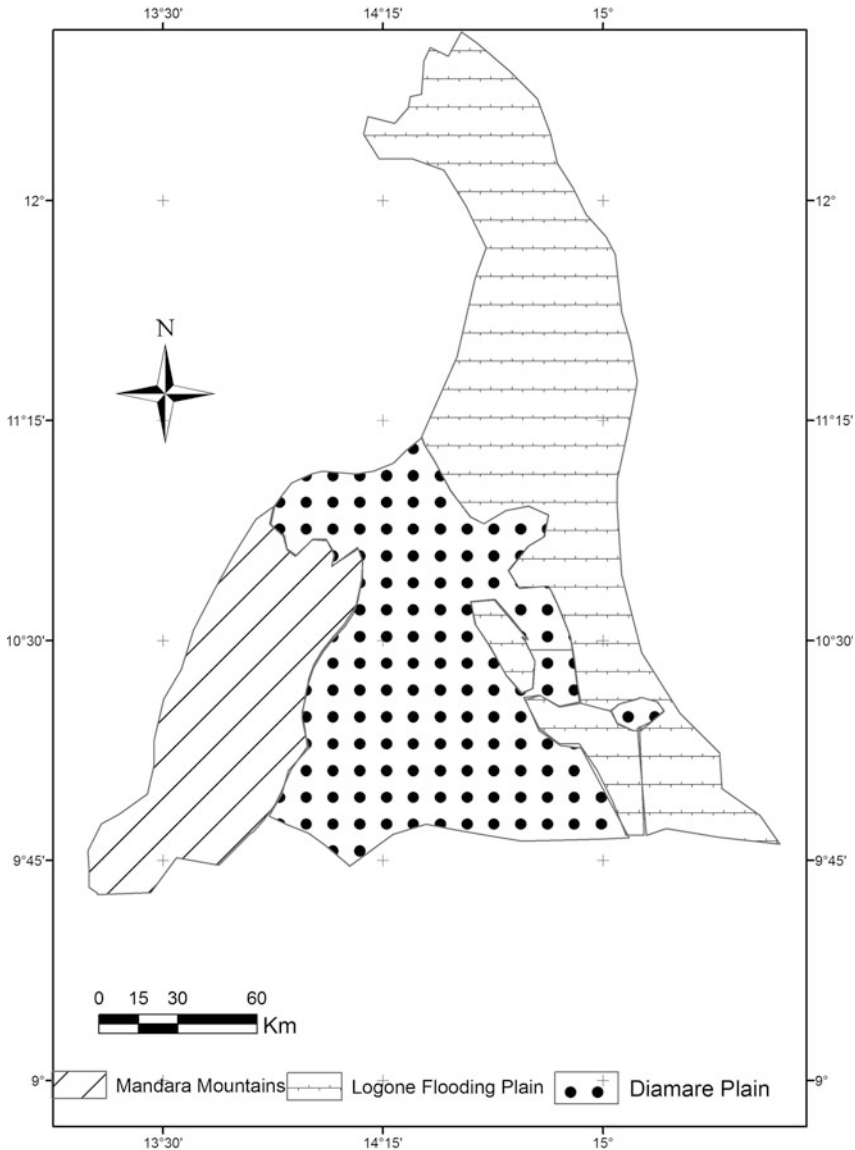 13°30' 14°15' 15°
12° 12°
N
11°15' 11°15'
10°30' 10°30'
9°45' 9°45'
0 15 30 60
Km
Mandara Mountains Logone Flooding Plain Diamare Plain
9° 9°
13°30' 14°15' 15°